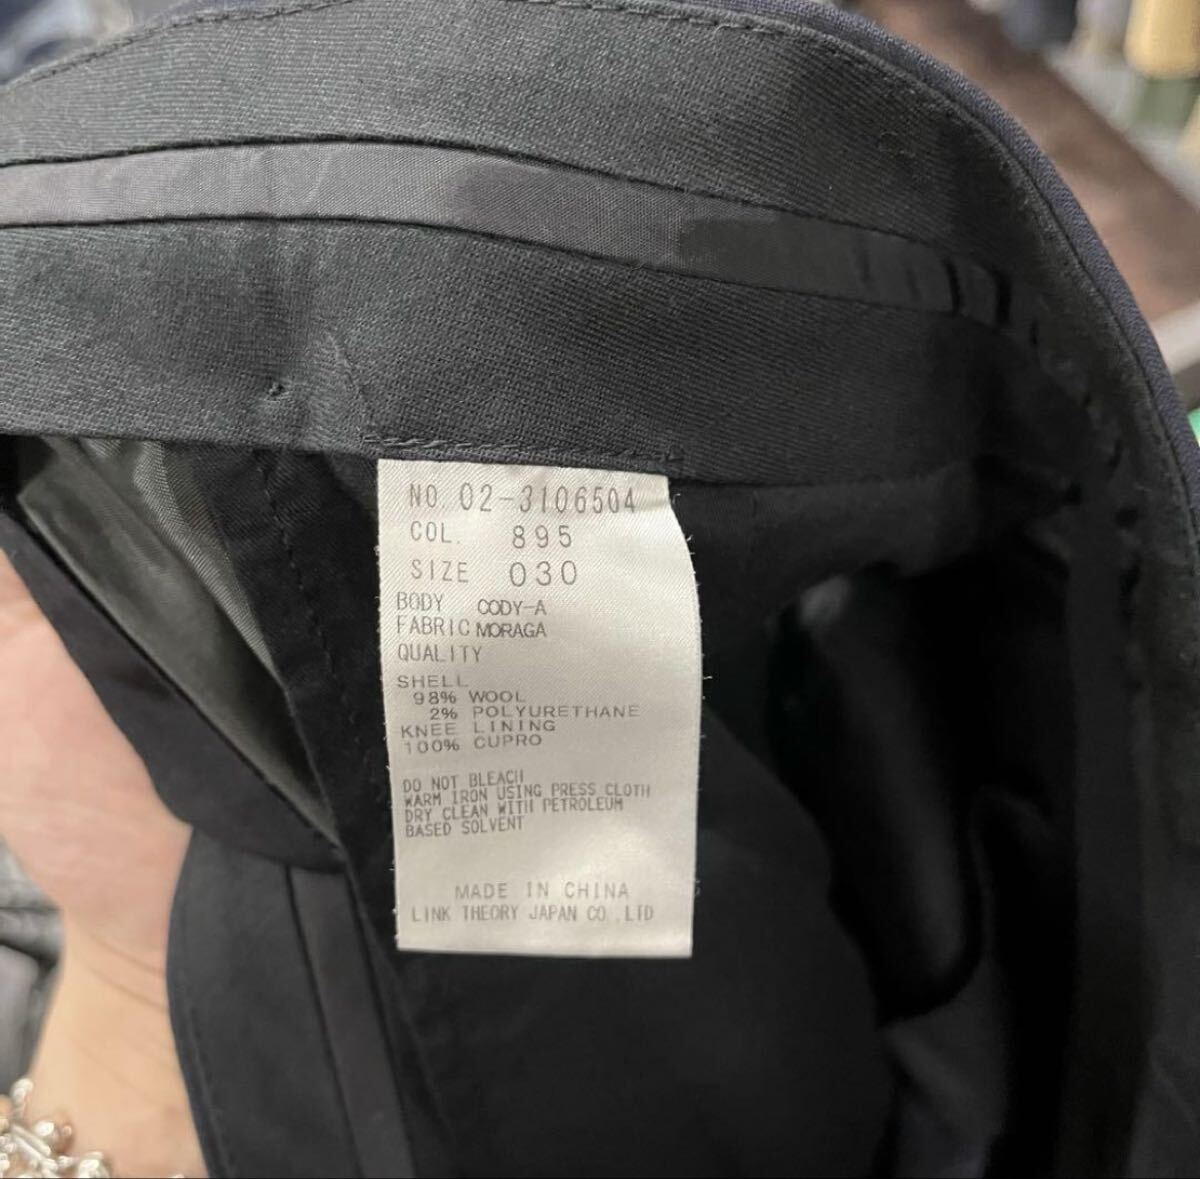 NO. 02-3106504
COL. 895
SIZE 030
BODY CODY-A
FABRIC MORAGA
QUALITY
SHELL
98% WOOL
2% POLYURETHANE
KNEE LINING
100% CUPRO
DO NOT BLEACH
WARM IRON USING PRESS CLOTH
DRY CLEAN WITH PETROLEUM
BASED SOLVENT
MADE IN CHINA
LINK THEORY JAPAN CO.,LTD